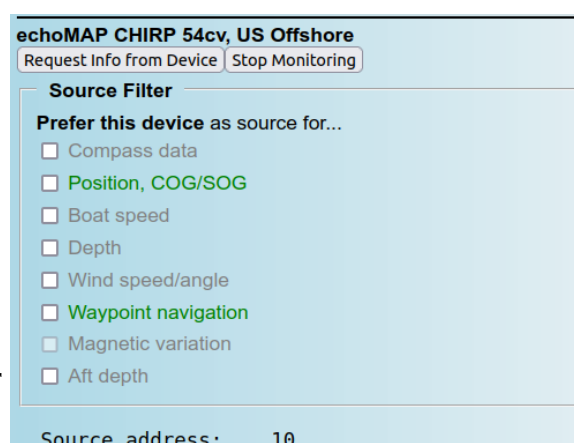 echoMAP CHIRP 54cv, US Offshore
Request Info from Device Stop Monitoring
Source Filter
Prefer this device as source for...
Compass data
Position, COG/SOG
Boat speed
Depth
Wind speed/angle
Waypoint navigation
Magnetic variation
Aft depth
Source address: 10